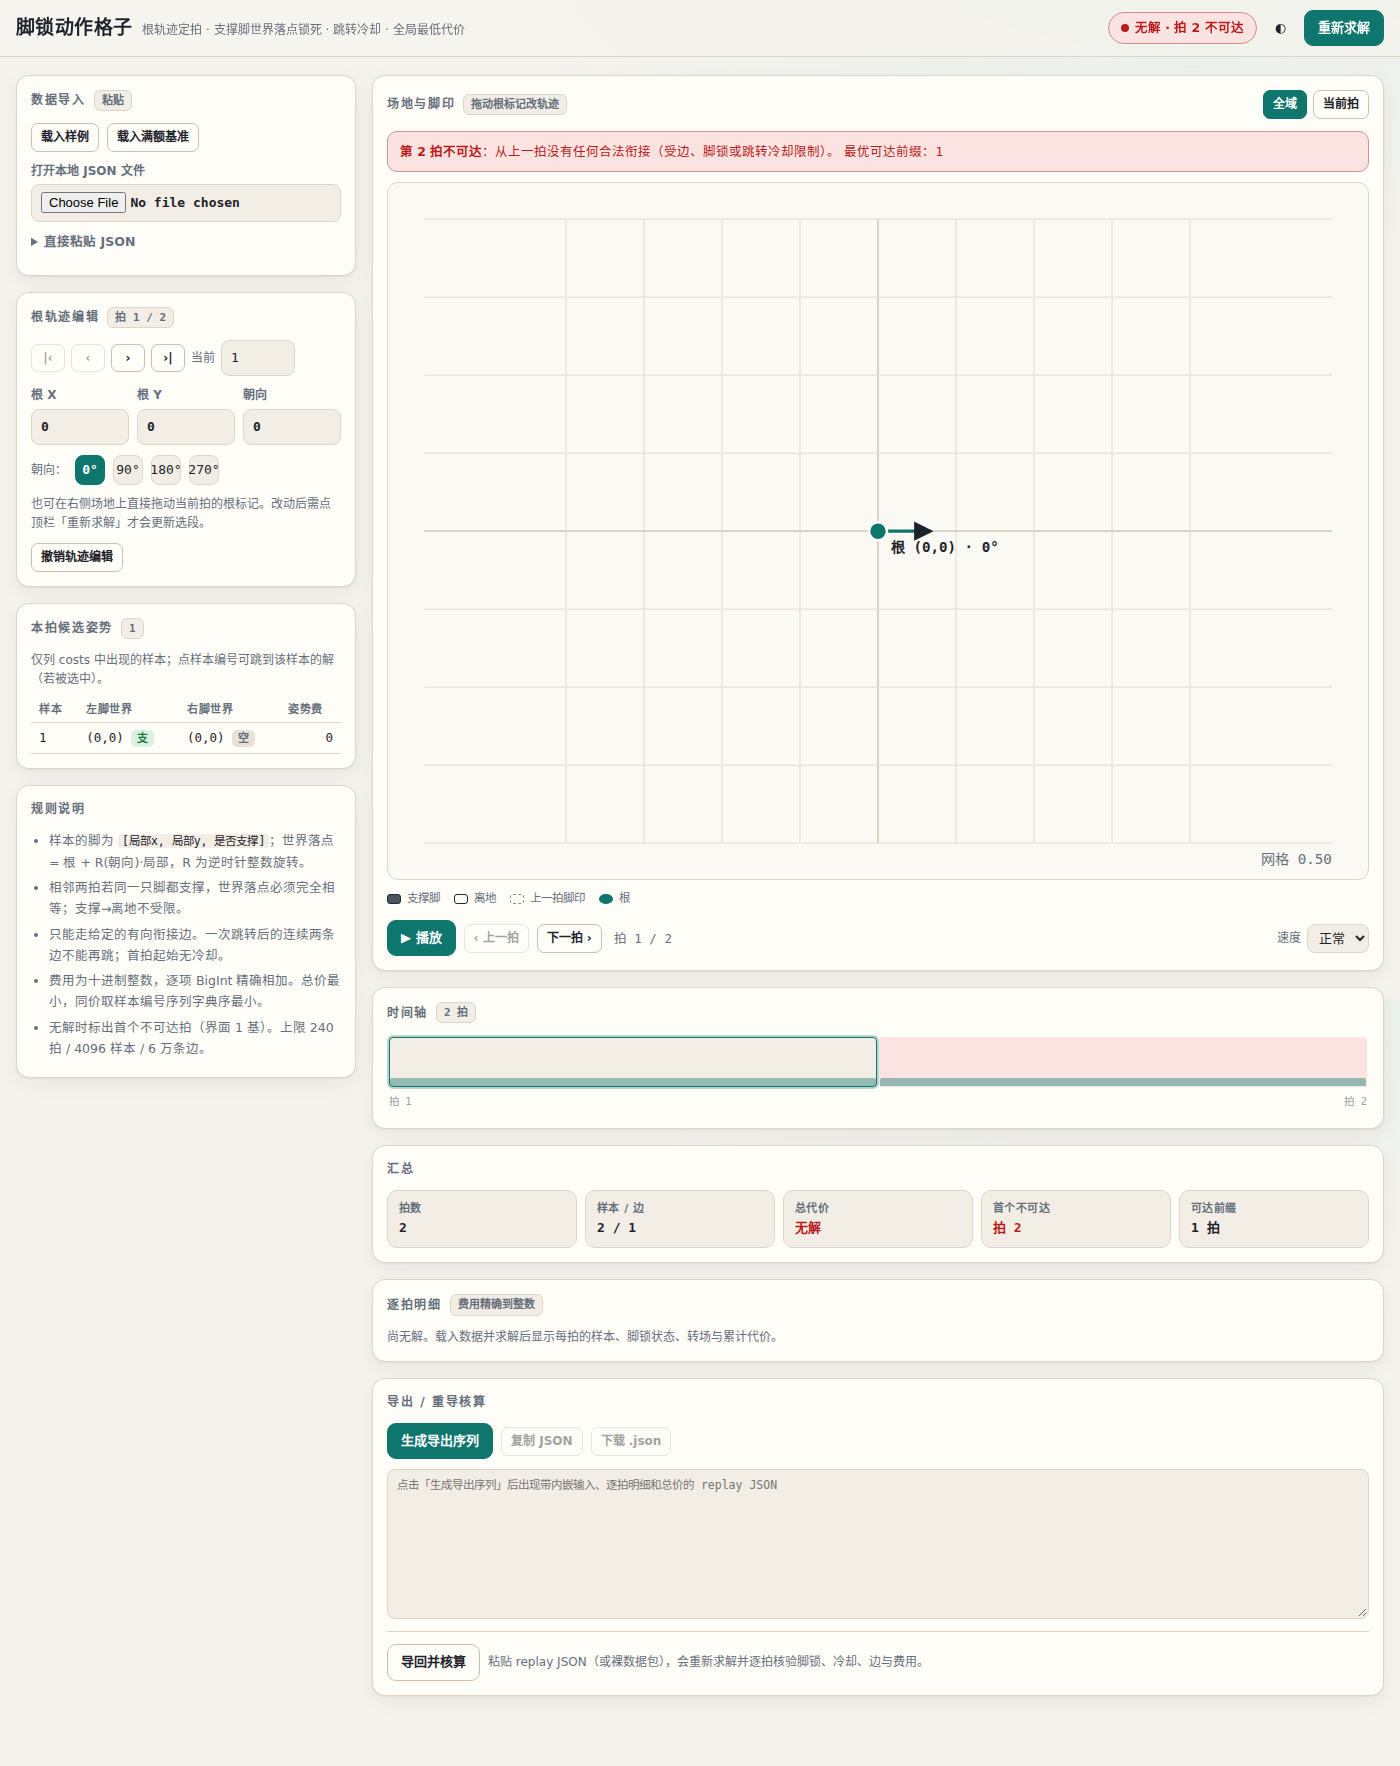 脚锁动作格子 根轨迹定拍 · 支撑脚世界落点锁死 · 跳转冷却 · 全局最低代价
无解 · 拍 2 不可达
重新求解
数据导入 粘贴
载入样例 载入满额基准
打开本地 JSON 文件
Choose File No file chosen
直接粘贴 JSON
根轨迹编辑 拍 1 / 2
|‹ ‹ › ›| 当前 1
根 X 根 Y 朝向
0 0 0
朝向： 0° 90° 180° 270°
也可在右侧场地上直接拖动当前拍的根标记。改动后需点
顶栏「重新求解」才会更新选段。
撤销轨迹编辑
本拍候选姿势 1
仅列 costs 中出现的样本；点样本编号可跳到该样本的解
（若被选中）。
样本 左脚世界 右脚世界 姿势费
1 (0,0) 支 (0,0) 空 0
规则说明
• 样本的脚为 [局部x, 局部y, 是否支撑]；世界落点
= 根 + R(朝向)·局部，R 为逆时针整数旋转。
• 相邻两拍若同一只脚都支撑，世界落点必须完全相
等；支撑→离地不受限。
• 只能走给定的有向衔接边。一次跳转后的连续两条
边不能再跳；首拍起始无冷却。
• 费用为十进制整数，逐项 BigInt 精确相加。总价最
小，同价取样本编号序列字典序最小。
• 无解时标出首个不可达拍（界面 1 基）。上限 240
拍 / 4096 样本 / 6 万条边。
场地与脚印 拖动根标记改轨迹
全域 当前拍
第 2 拍不可达：从上一拍没有任何合法衔接（受边、脚锁或跳转冷却限制）。 最优可达前缀：1
根 (0,0) · 0°
网格 0.50
支撑脚 离地 上一拍脚印 根
▶ 播放 ‹ 上一拍 下一拍 › 拍 1 / 2
速度 正常
时间轴 2 拍
拍 1 拍 2
汇总
拍数 样本 / 边 总代价 首个不可达 可达前缀
2 2 / 1 无解 拍 2 1 拍
逐拍明细 费用精确到整数
尚无解。载入数据并求解后显示每拍的样本、脚锁状态、转场与累计代价。
导出 / 重导核算
生成导出序列 复制 JSON 下载 .json
点击「生成导出序列」后出现带内嵌输入、逐拍明细和总价的 replay JSON
导回并核算 粘贴 replay JSON（或裸数据包），会重新求解并逐拍核验脚锁、冷却、边与费用。